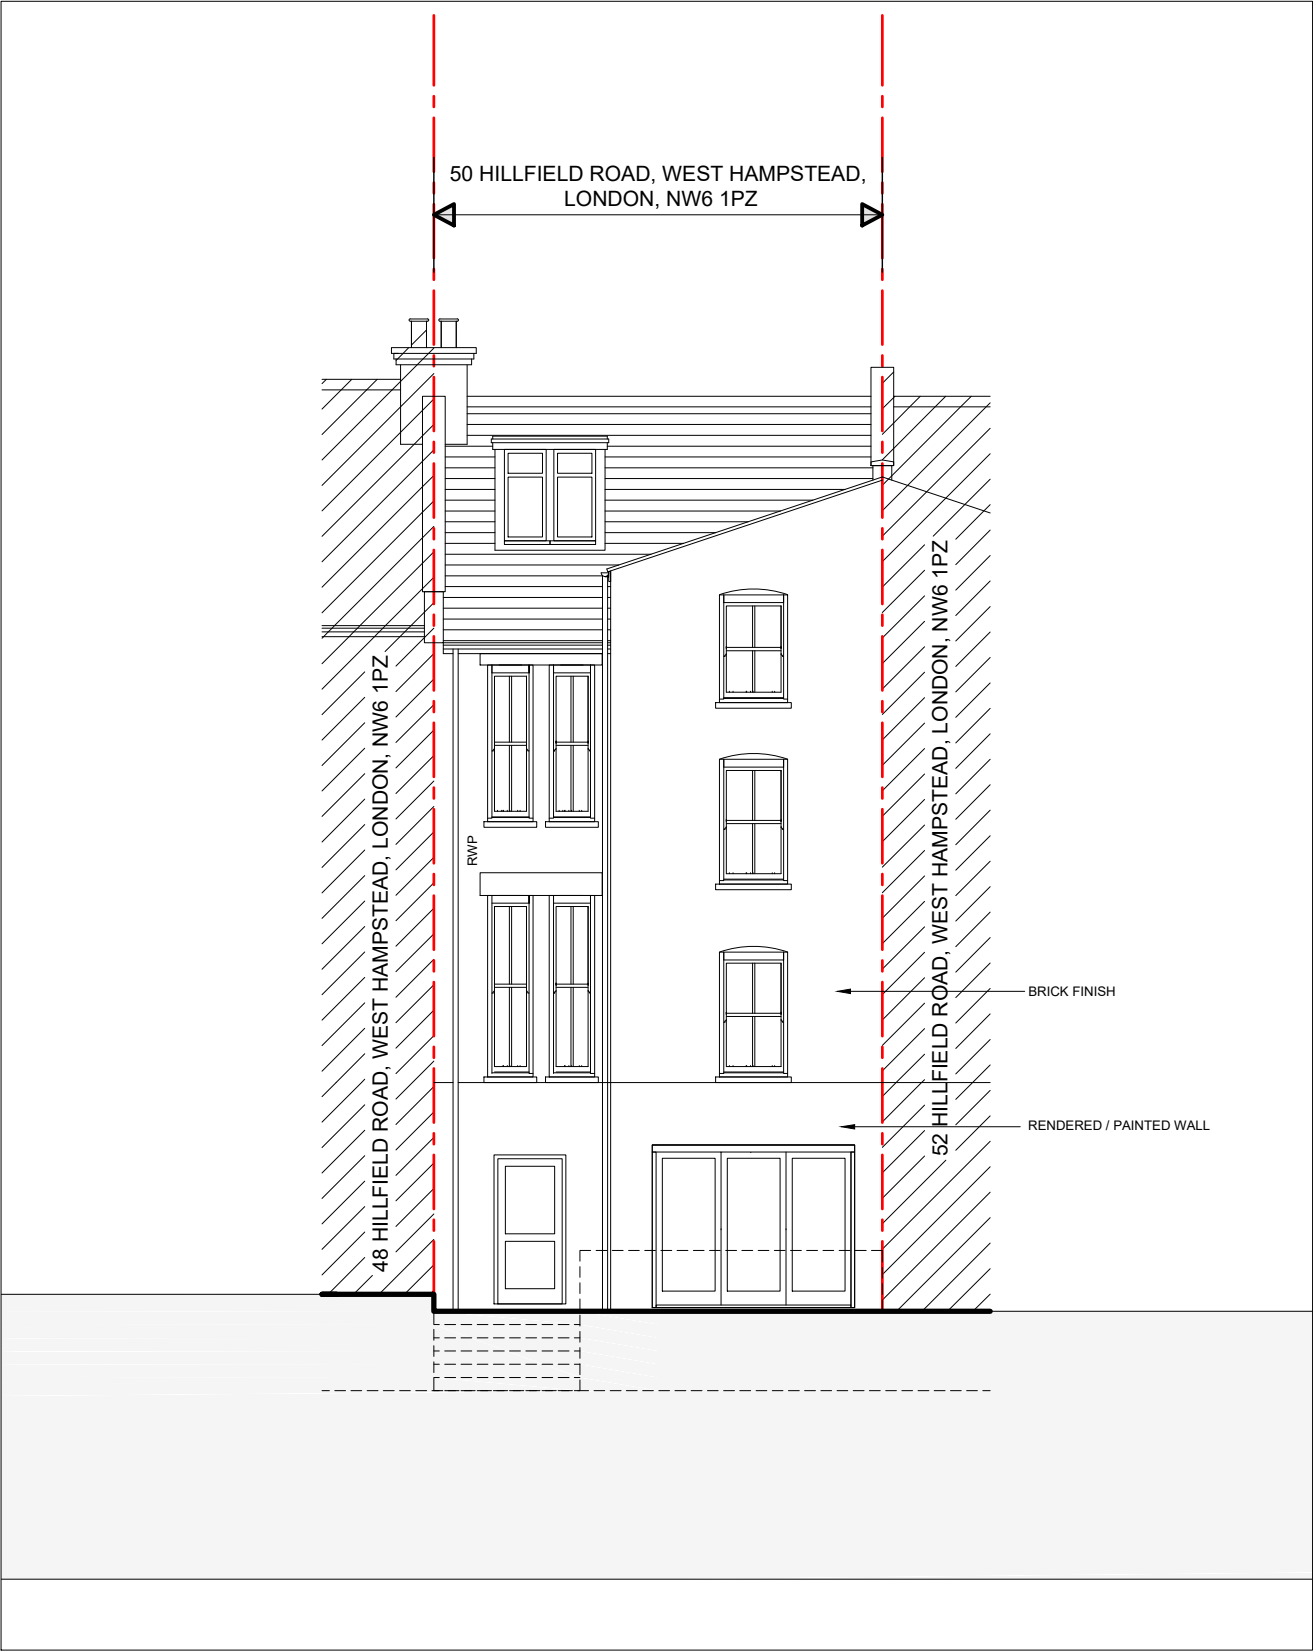 50 HILLFIELD ROAD, WEST HAMPSTEAD,
LONDON, NW6 1PZ
48 HILLFIELD ROAD, WEST HAMPSTEAD, LONDON, NW6 1PZ
RWP
52 HILLFIELD ROAD, WEST HAMPSTEAD, LONDON, NW6 1PZ
BRICK FINISH
RENDERED / PAINTED WALL